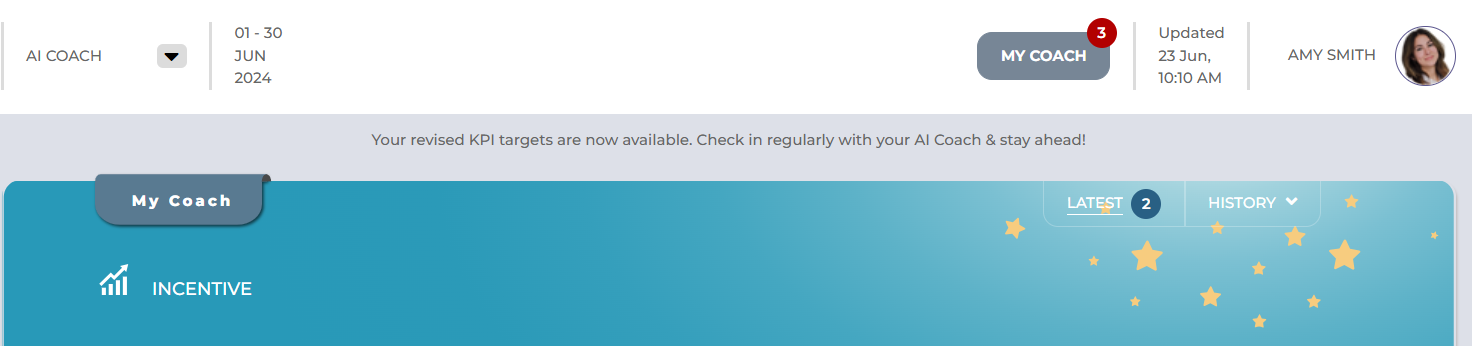 AI COACH
01 - 30
JUN
2024
MY COACH
3
Updated
23 Jun,
10:10 AM
AMY SMITH
Your revised KPI targets are now available. Check in regularly with your AI Coach & stay ahead!
My Coach
LATEST 2
HISTORY
INCENTIVE